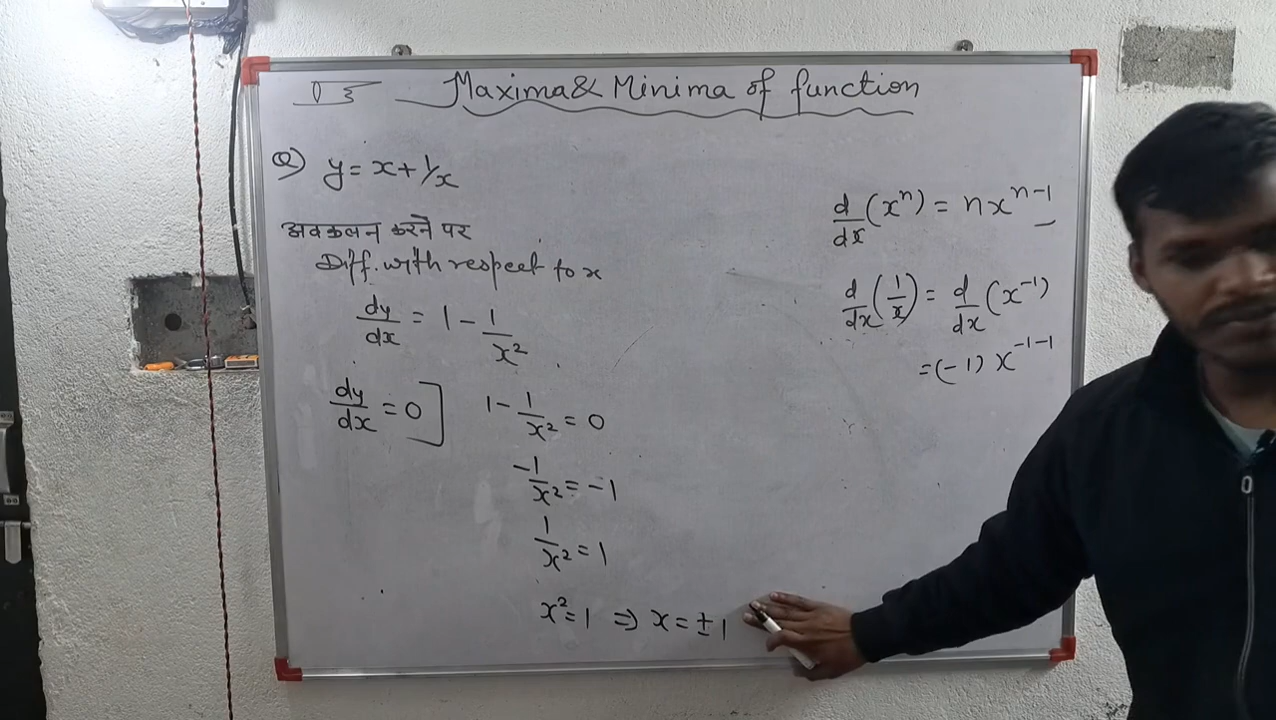 Maxima & Minima of function
Q) y = x + 1/x
अवकलन करने पर
Diff. with respect to x
dy/dx = 1 - 1/x²
dy/dx = 0 ] 1 - 1/x² = 0
-1/x² = -1
1/x² = 1
x² = 1 ⇒ x = ± 1
d/dx (xⁿ) = nxⁿ⁻¹
d/dx (1/x) = d/dx (x⁻¹)
= (-1) x⁻¹⁻¹